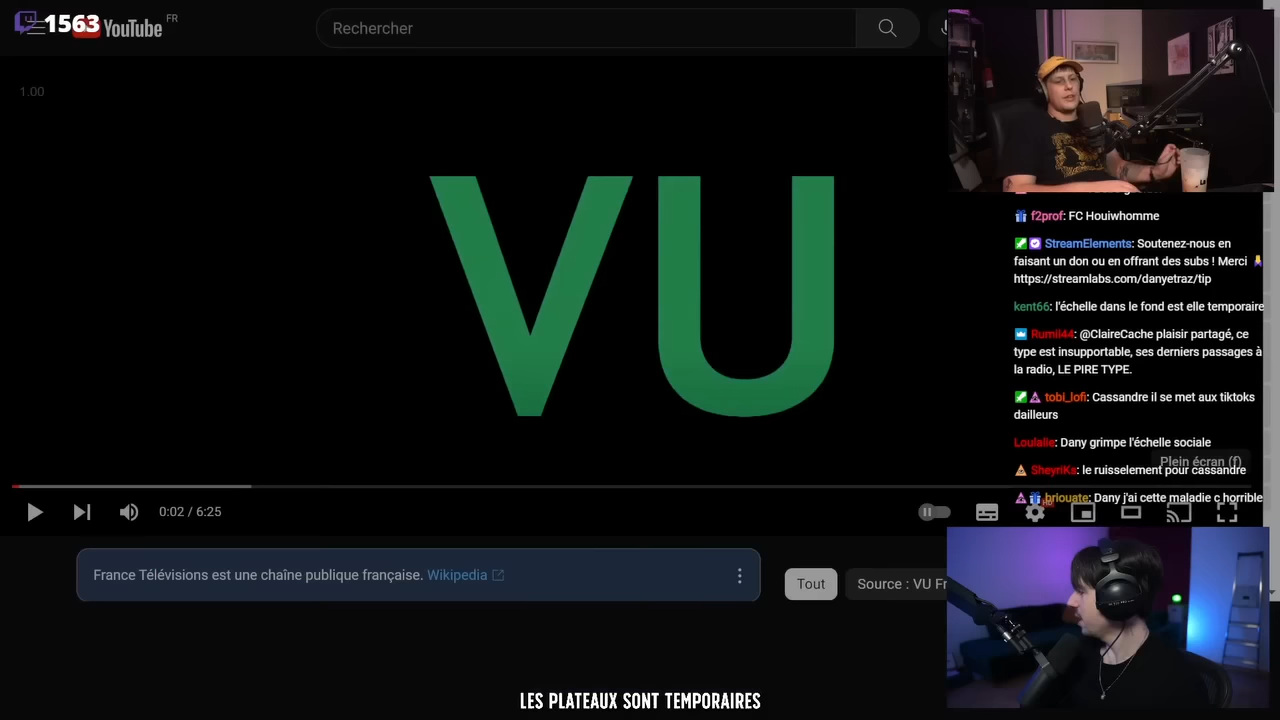 1563
YouTube FR
Rechercher
1.00
VU
f2prof: FC Houiwhomme
StreamElements: Soutenez-nous en
faisant un don ou en offrant des subs ! Merci
https://streamlabs.com/danyetraz/tip
kent66: l'échelle dans le fond est elle temporaire
Rumil44: @ClaireCache plaisir partagé, ce
type est insupportable, ses derniers passages à
la radio, LE PIRE TYPE.
tobi_lofi: Cassandre il se met aux tiktoks
dailleurs
Loulalie: Dany grimpe l'échelle sociale
Plein écran (f)
SheyriKs: le ruisselement pour cassandre
briouate: Dany j'ai cette maladie c horrible
0:02 / 6:25
HD
France Télévisions est une chaîne publique française. Wikipedia
Tout
Source : VU Fr
LES PLATEAUX SONT TEMPORAIRES